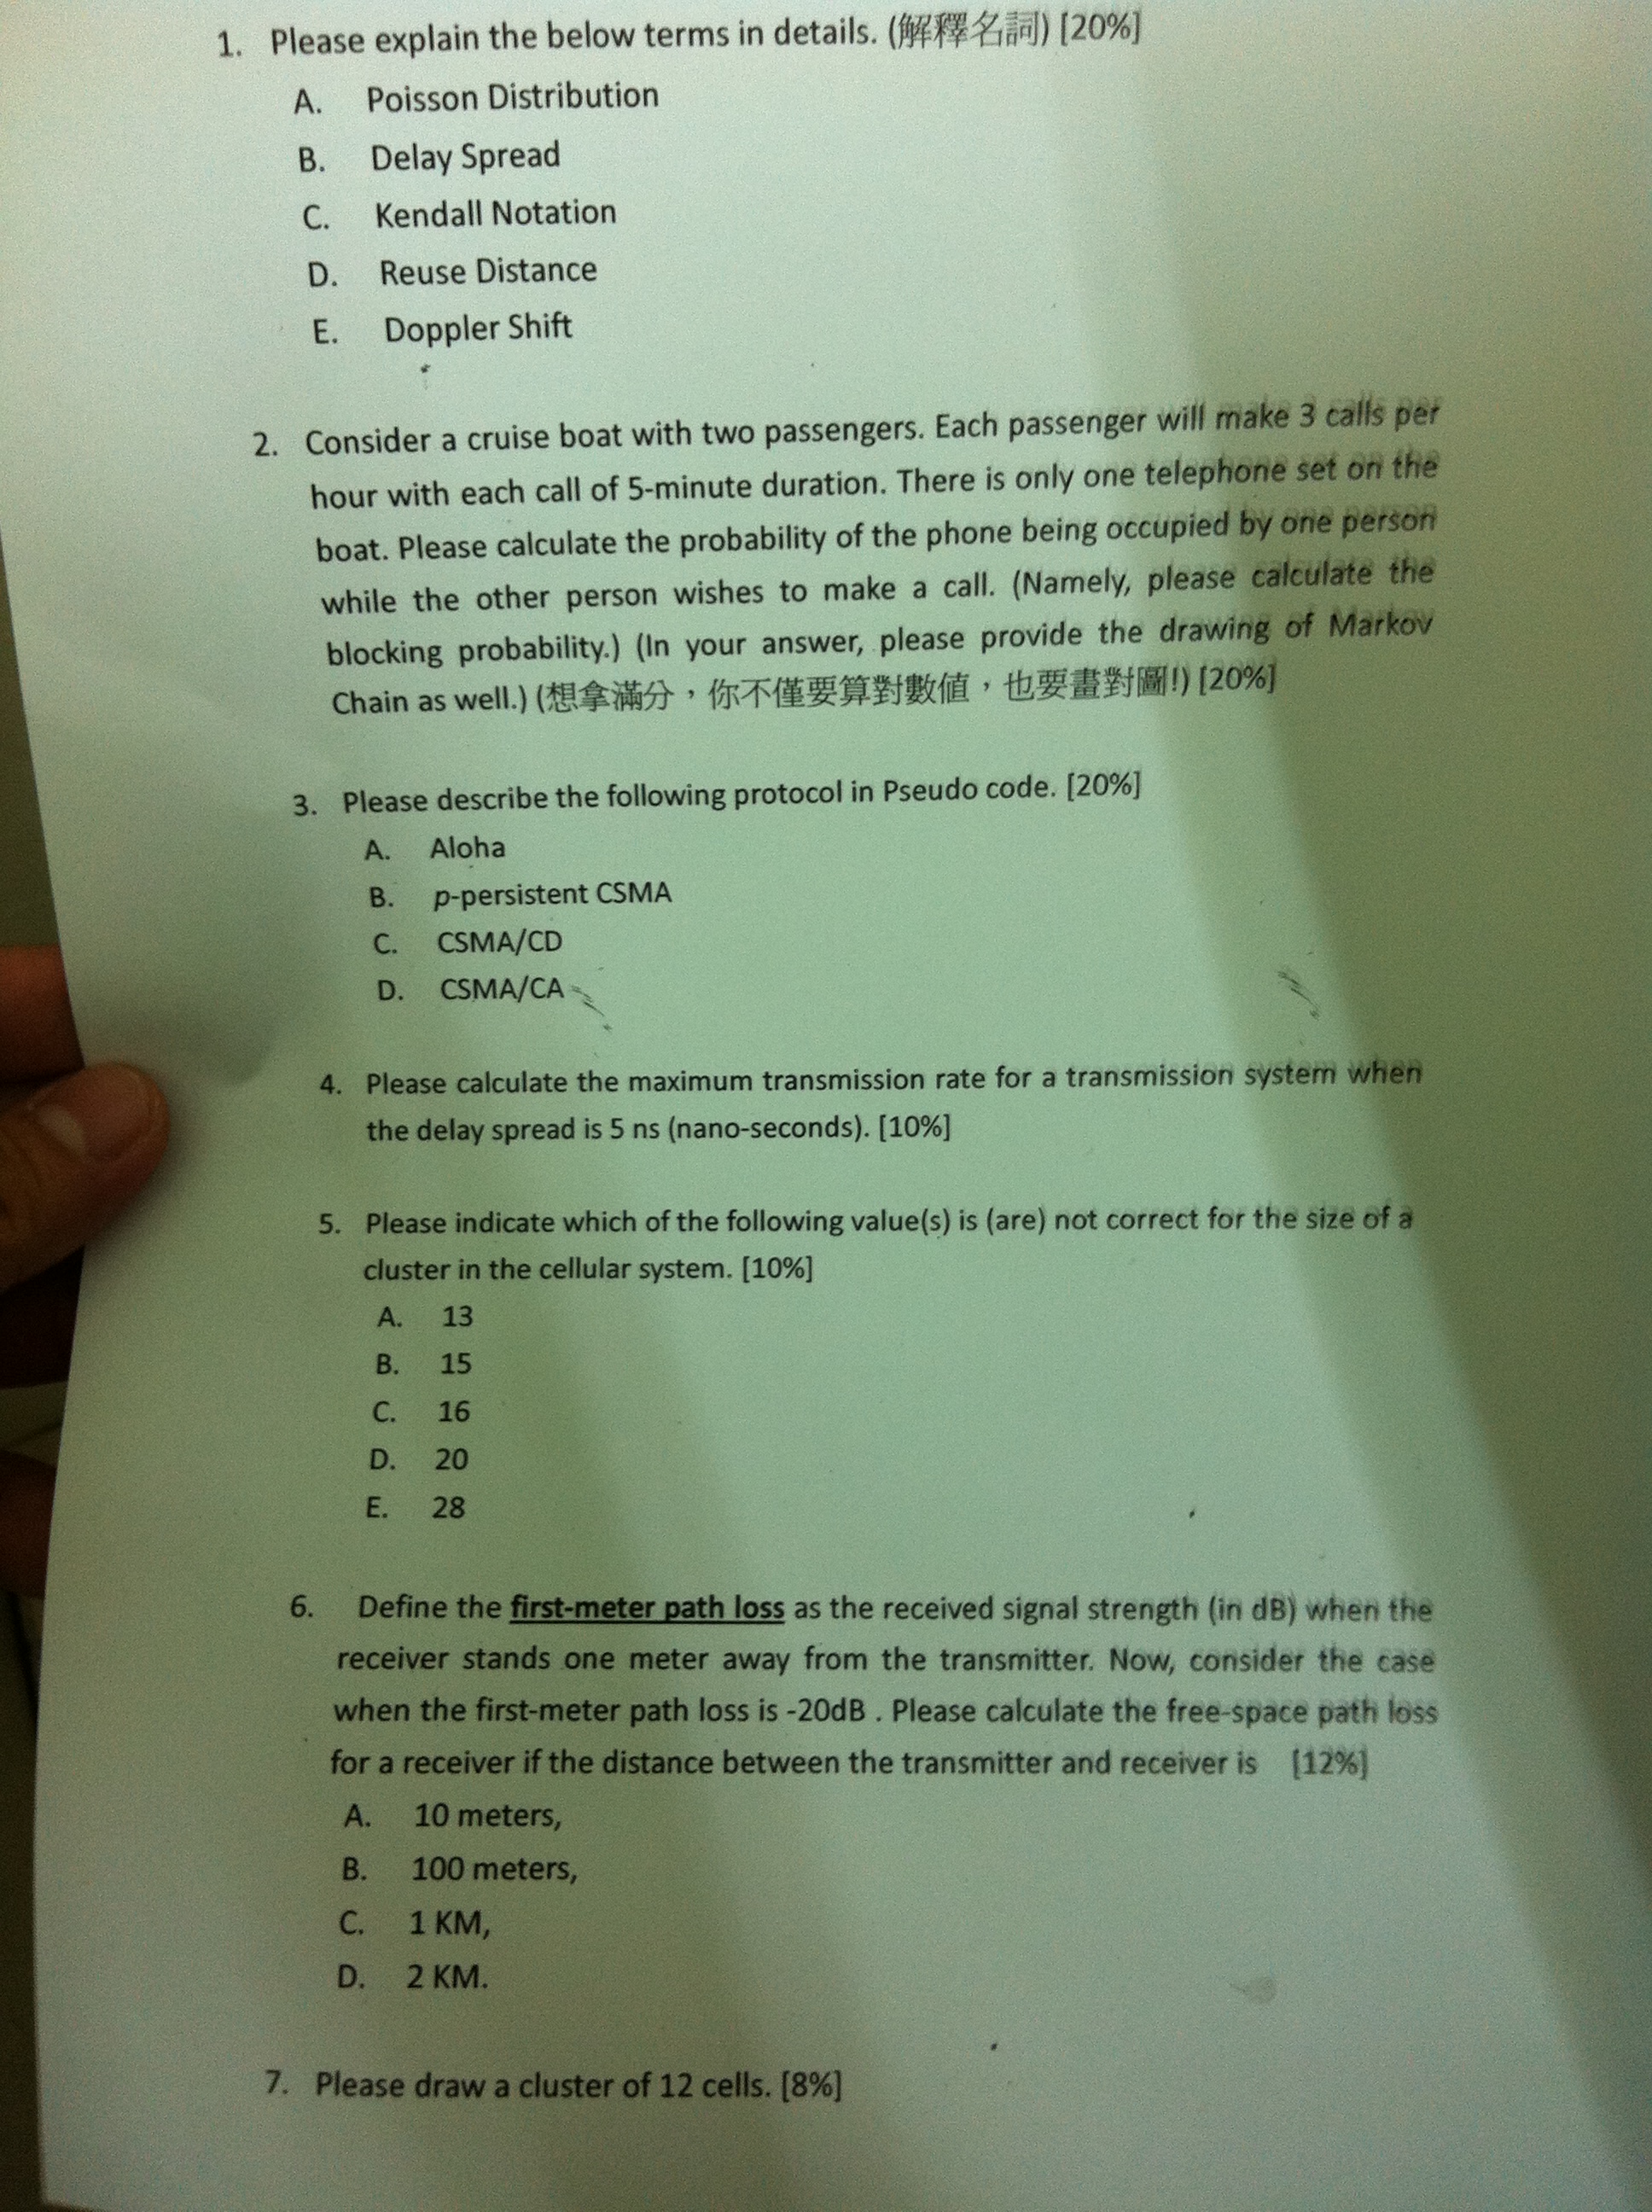 1. Please explain the below terms in details. (解釋名詞) [20%]
A. Poisson Distribution
B. Delay Spread
C. Kendall Notation
D. Reuse Distance
E. Doppler Shift
2. Consider a cruise boat with two passengers. Each passenger will make 3 calls per
hour with each call of 5-minute duration. There is only one telephone set on the
boat. Please calculate the probability of the phone being occupied by one person
while the other person wishes to make a call. (Namely, please calculate the
blocking probability.) (In your answer, please provide the drawing of Markov
Chain as well.) (想拿滿分，你不僅要算對數值，也要畫對圖!) [20%]
3. Please describe the following protocol in Pseudo code. [20%]
A. Aloha
B. p-persistent CSMA
C. CSMA/CD
D. CSMA/CA
4. Please calculate the maximum transmission rate for a transmission system when
the delay spread is 5 ns (nano-seconds). [10%]
5. Please indicate which of the following value(s) is (are) not correct for the size of a
cluster in the cellular system. [10%]
A. 13
B. 15
C. 16
D. 20
E. 28
6. Define the first-meter path loss as the received signal strength (in dB) when the
receiver stands one meter away from the transmitter. Now, consider the case
when the first-meter path loss is -20dB . Please calculate the free-space path loss
for a receiver if the distance between the transmitter and receiver is [12%]
A. 10 meters,
B. 100 meters,
C. 1 KM,
D. 2 KM.
7. Please draw a cluster of 12 cells. [8%]